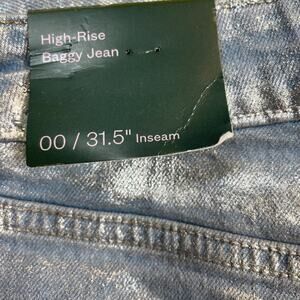 High-Rise
Baggy Jean
00 / 31.5" Inseam